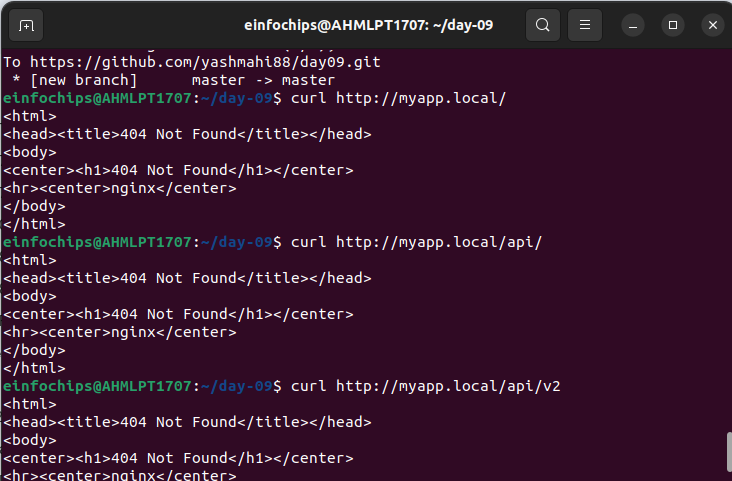 einfochips@AHMLPT1707: ~/day-09
To https://github.com/yashmahi88/day09.git
 * [new branch]      master -> master
einfochips@AHMLPT1707:~/day-09$ curl http://myapp.local/
<html>
<head><title>404 Not Found</title></head>
<body>
<center><h1>404 Not Found</h1></center>
<hr><center>nginx</center>
</body>
</html>
einfochips@AHMLPT1707:~/day-09$ curl http://myapp.local/api/
<html>
<head><title>404 Not Found</title></head>
<body>
<center><h1>404 Not Found</h1></center>
<hr><center>nginx</center>
</body>
</html>
einfochips@AHMLPT1707:~/day-09$ curl http://myapp.local/api/v2
<html>
<head><title>404 Not Found</title></head>
<body>
<center><h1>404 Not Found</h1></center>
<hr><center>nginx</center>